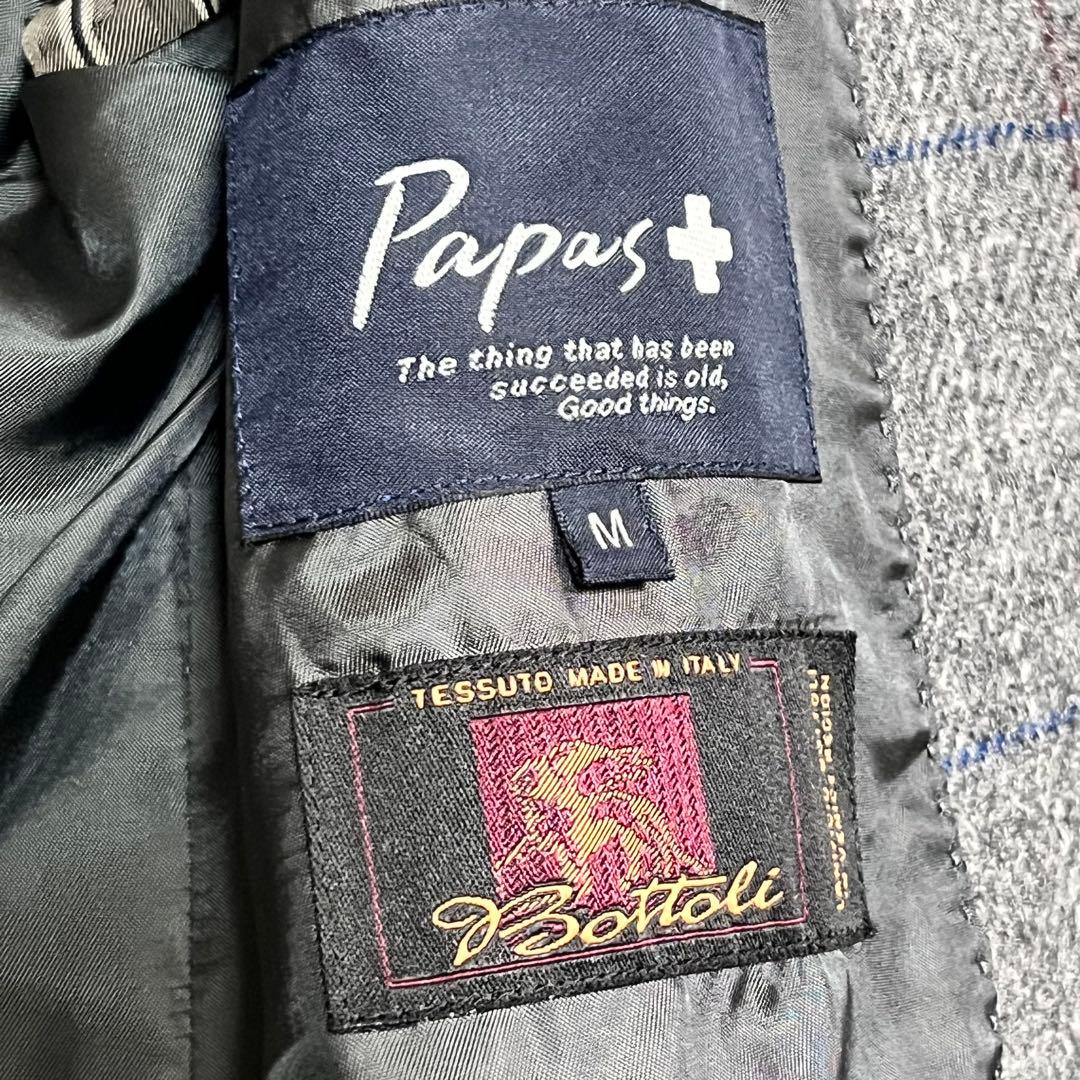 Papas+
The thing that has been
succeeded is old,
Good things.
M
TESSUTO MADE IN ITALY
Bottoli